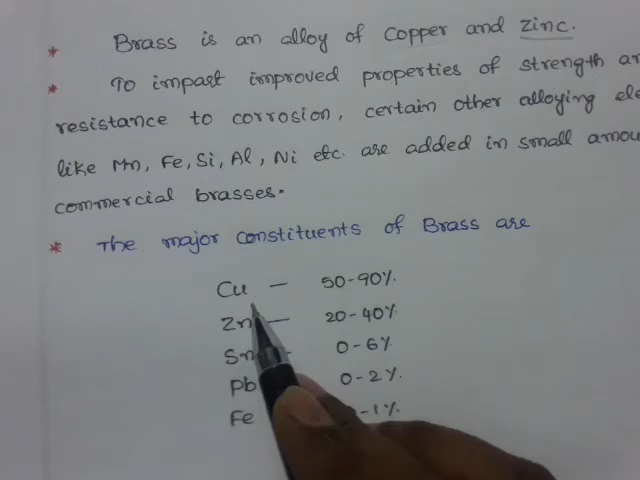 * Brass is an alloy of copper and zinc.
* To impart improved properties of strength
resistance to corrosion, certain other alloying
like Mn, Fe, Si, Al, Ni etc. are added in small
commercial brasses.
* The major constituents of Brass are
Cu — 50-90%.
Zn — 20-40%.
Sn - 0-6%
Pb 0-2%.
Fe -1%.